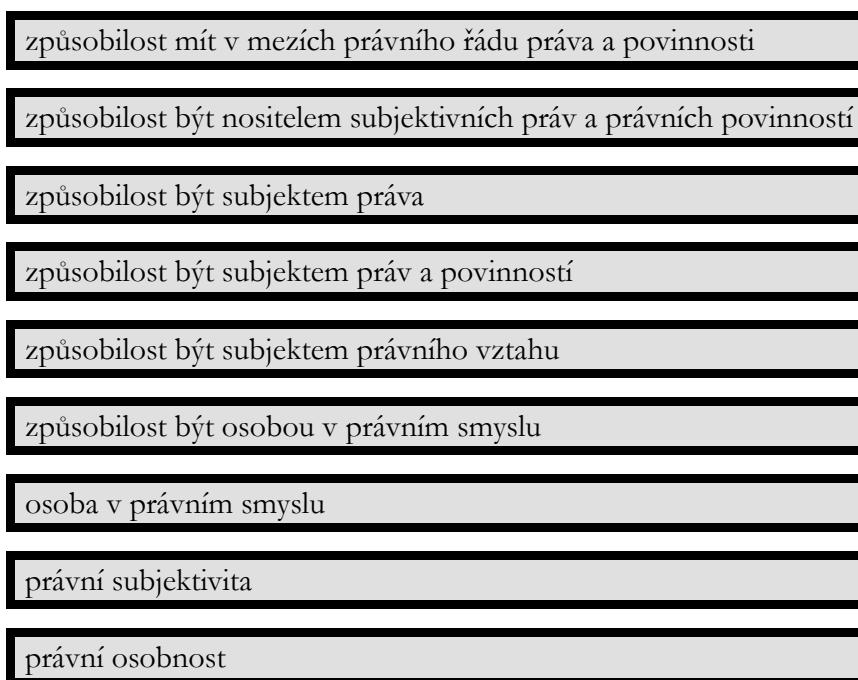 způsobilost mít v mezích právního řádu práva a povinnosti
způsobilost být nositelem subjektivních práv a právních povinností
způsobilost být subjektem práva
způsobilost být subjektem práv a povinností
způsobilost být subjektem právního vztahu
způsobilost být osobou v právním smyslu
osoba v právním smyslu
právní subjektivita
právní osobnost